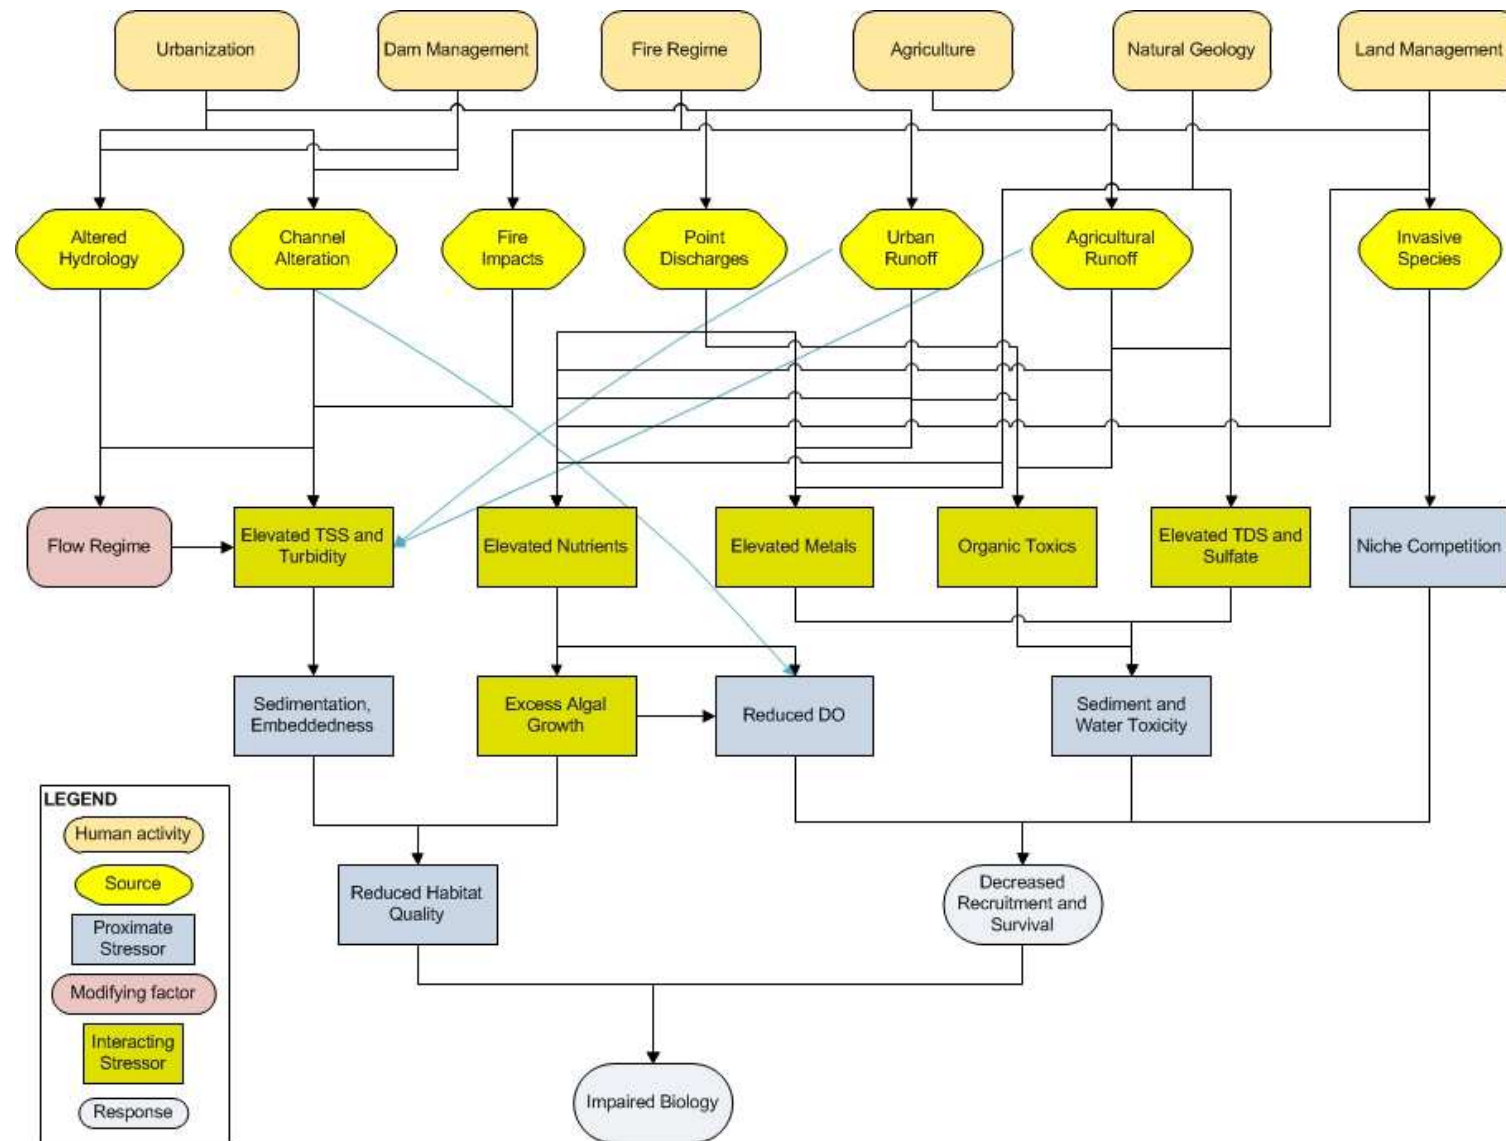 Urbanization
Dam Management
Fire Regime
Agriculture
Natural Geology
Land Management
Altered
Hydrology
Channel
Alteration
Fire
Impacts
Point
Discharges
Urban
Runoff
Agricultural
Runoff
Invasive
Species
Flow Regime
Elevated TSS and
Turbidity
Elevated Nutrients
Elevated Metals
Organic Toxics
Elevated TDS and
Sulfate
Niche Competition
Sedimentation,
Embeddedness
Excess Algal
Growth
Reduced DO
Sediment and
Water Toxicity
Reduced Habitat
Quality
Decreased
Recruitment and
Survival
Impaired Biology
LEGEND
Human activity
Source
Proximate
Stressor
Modifying factor
Interacting
Stressor
Response